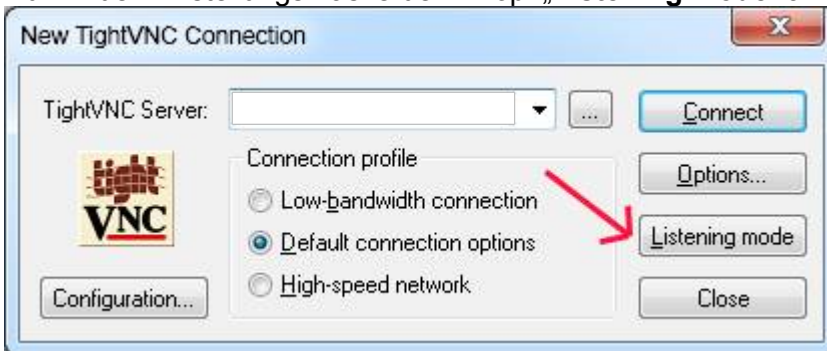 New TightVNC Connection
TightVNC Server:
...
Connect
tight
VNC
Connection profile
Low-bandwidth connection
Default connection options
High-speed network
Options...
Listening mode
Configuration...
Close